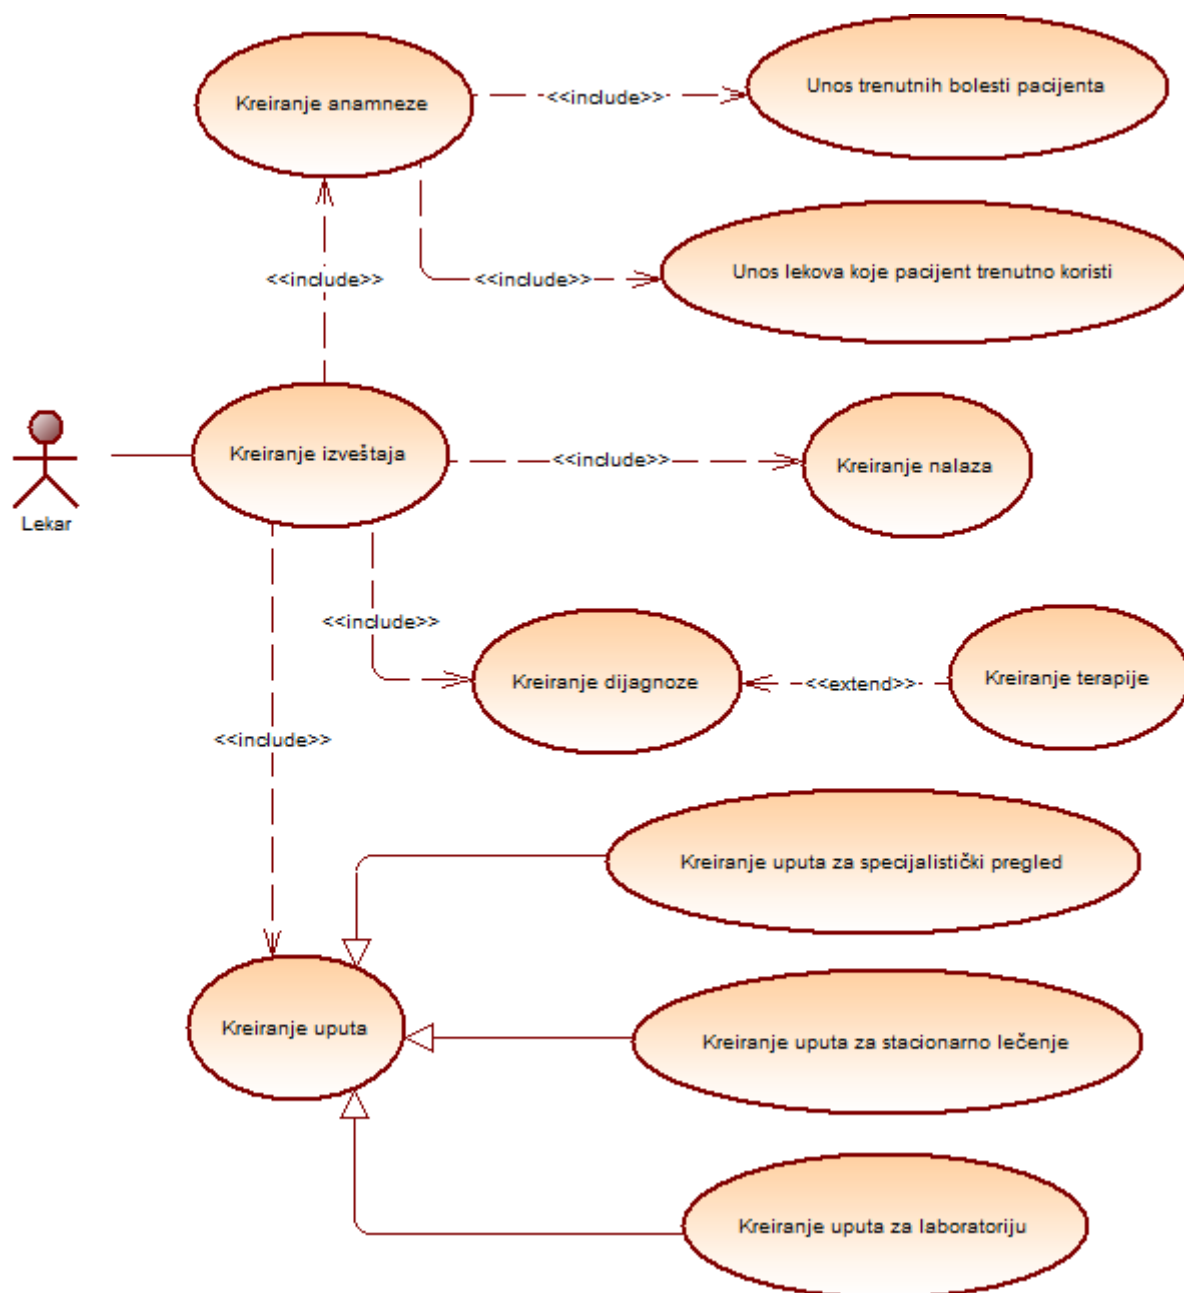 Kreiranje anamneze
<<include>>
Unos trenutnih bolesti pacijenta
<<include>>
<<include>>
Unos lekova koje pacijent trenutno koristi
Lekar
Kreiranje izveštaja
<<include>>
Kreiranje nalaza
<<include>>
Kreiranje dijagnoze
<<extend>>
Kreiranje terapije
<<include>>
Kreiranje uputa za specijalistički pregled
Kreiranje uputa
Kreiranje uputa za stacionarno lečenje
Kreiranje uputa za laboratoriju